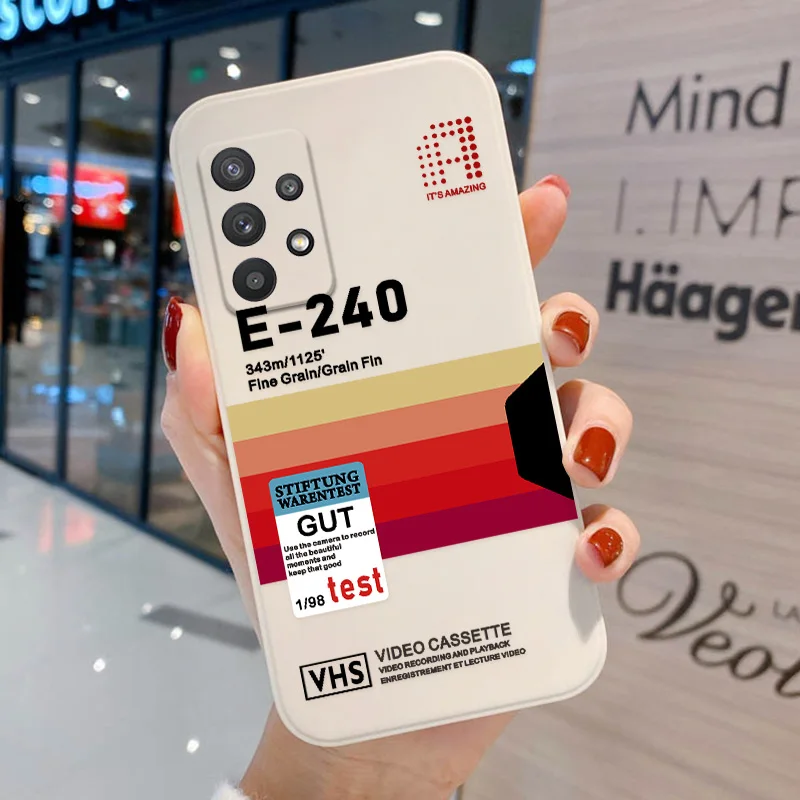 Mind
Häagen
A
IT'S AMAZING
E-240
343m/1125'
Fine Grain/Grain Fin
STIFTUNG
WARENTEST
GUT
Use the camera to record
all the beautiful
moments and
keep that good
1/98 test
VHS
VIDEO CASSETTE
VIDEO RECORDING AND PLAYBACK
ENREGISTREMENT ET LECTURE VIDEO